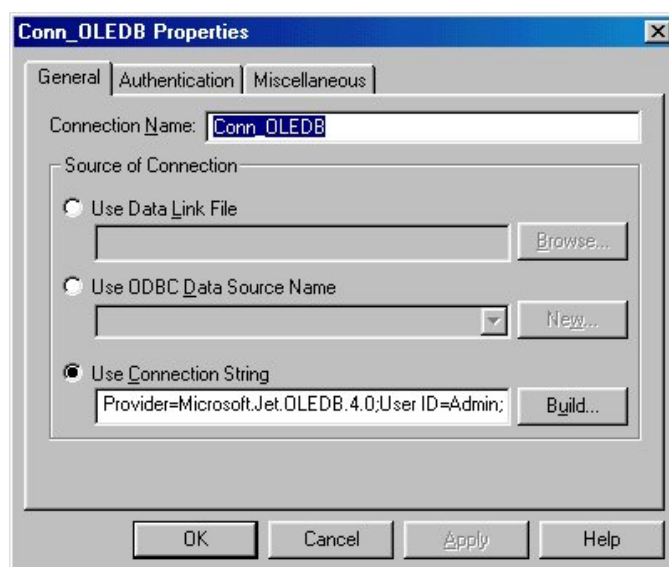 Conn_OLEDB Properties
General Authentication Miscellaneous
Connection Name: Conn_OLEDB
Source of Connection
Use Data Link File
Browse...
Use ODBC Data Source Name
New...
Use Connection String
Provider=Microsoft.Jet.OLEDB.4.0;User ID=Admin; Build...
OK Cancel Apply Help